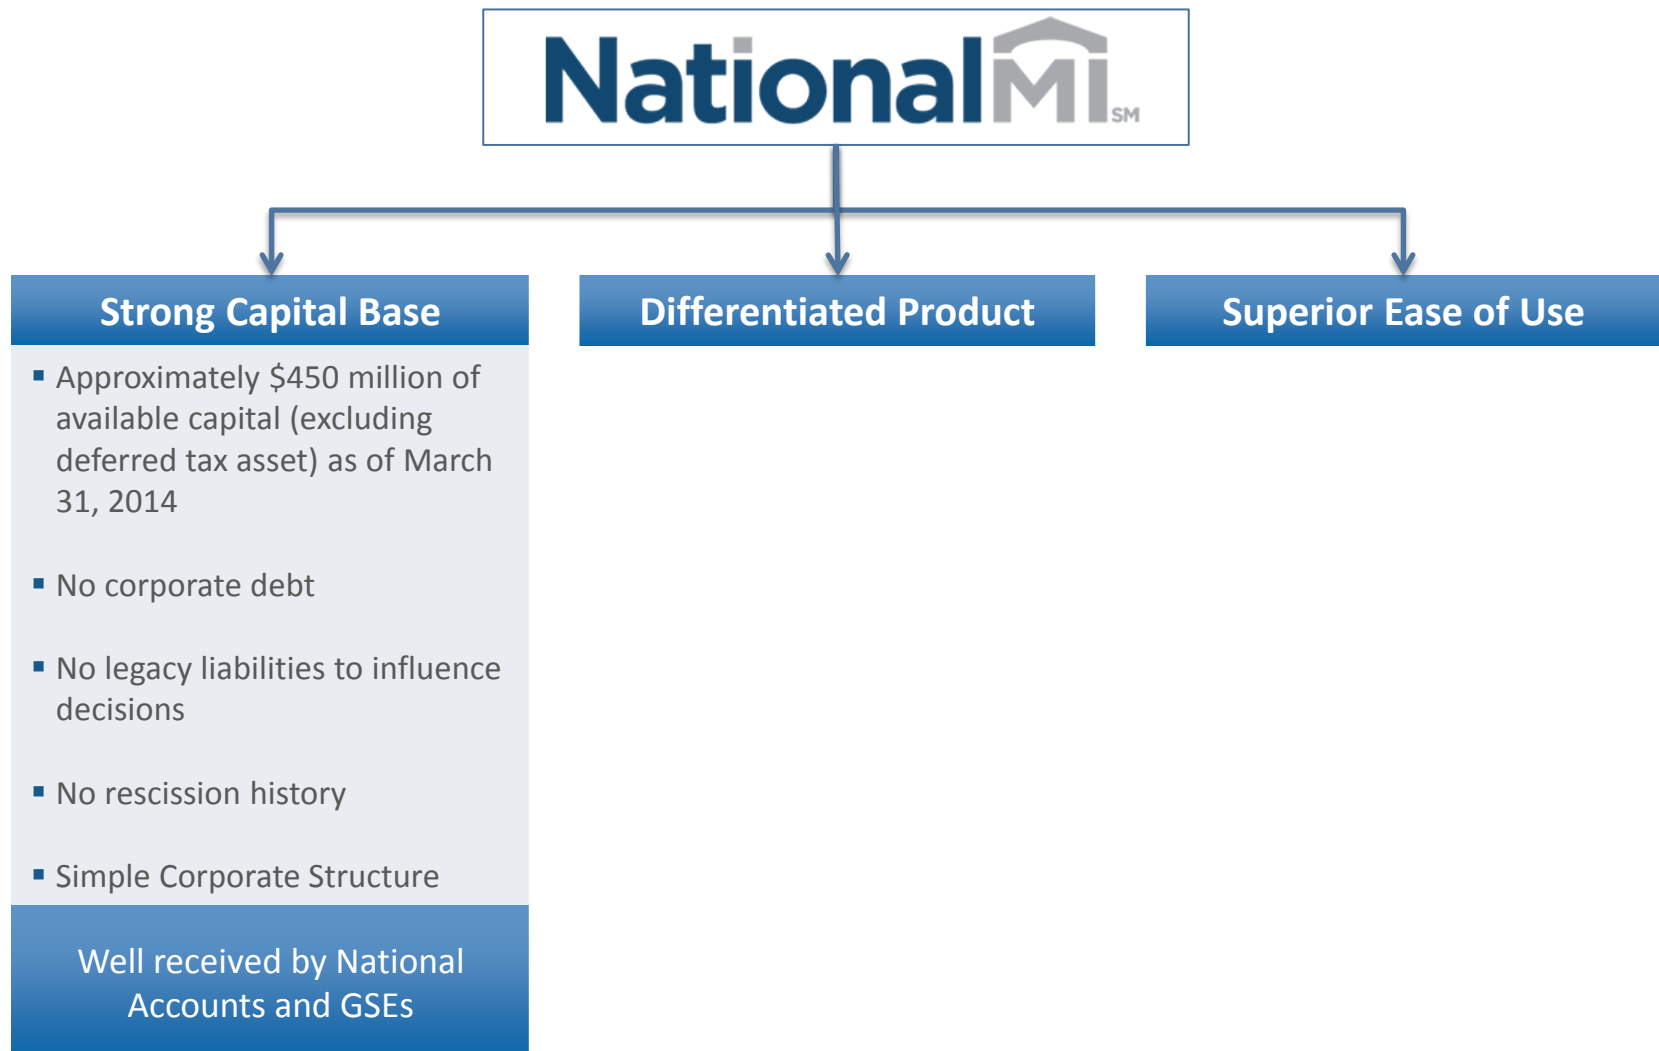 NationalMI SM
Strong Capital Base
▪ Approximately $450 million of
available capital (excluding
deferred tax asset) as of March
31, 2014
▪ No corporate debt
▪ No legacy liabilities to influence
decisions
▪ No rescission history
▪ Simple Corporate Structure
Well received by National
Accounts and GSEs
Differentiated Product
Superior Ease of Use